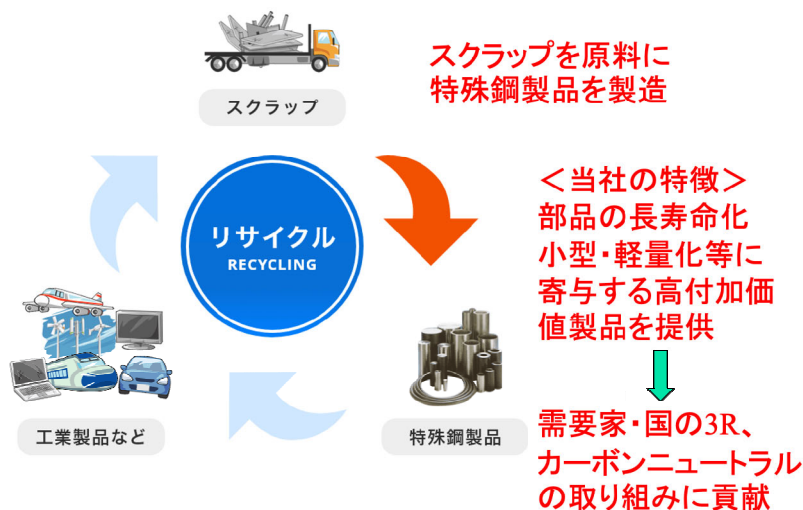 スクラップ
スクラップを原料に
特殊鋼製品を製造
リサイクル
RECYCLING
＜当社の特徴＞
部品の長寿命化
小型・軽量化等に
寄与する高付加価
値製品を提供
工業製品など
特殊鋼製品
需要家・国の3R、
カーボンニュートラル
の取り組みに貢献